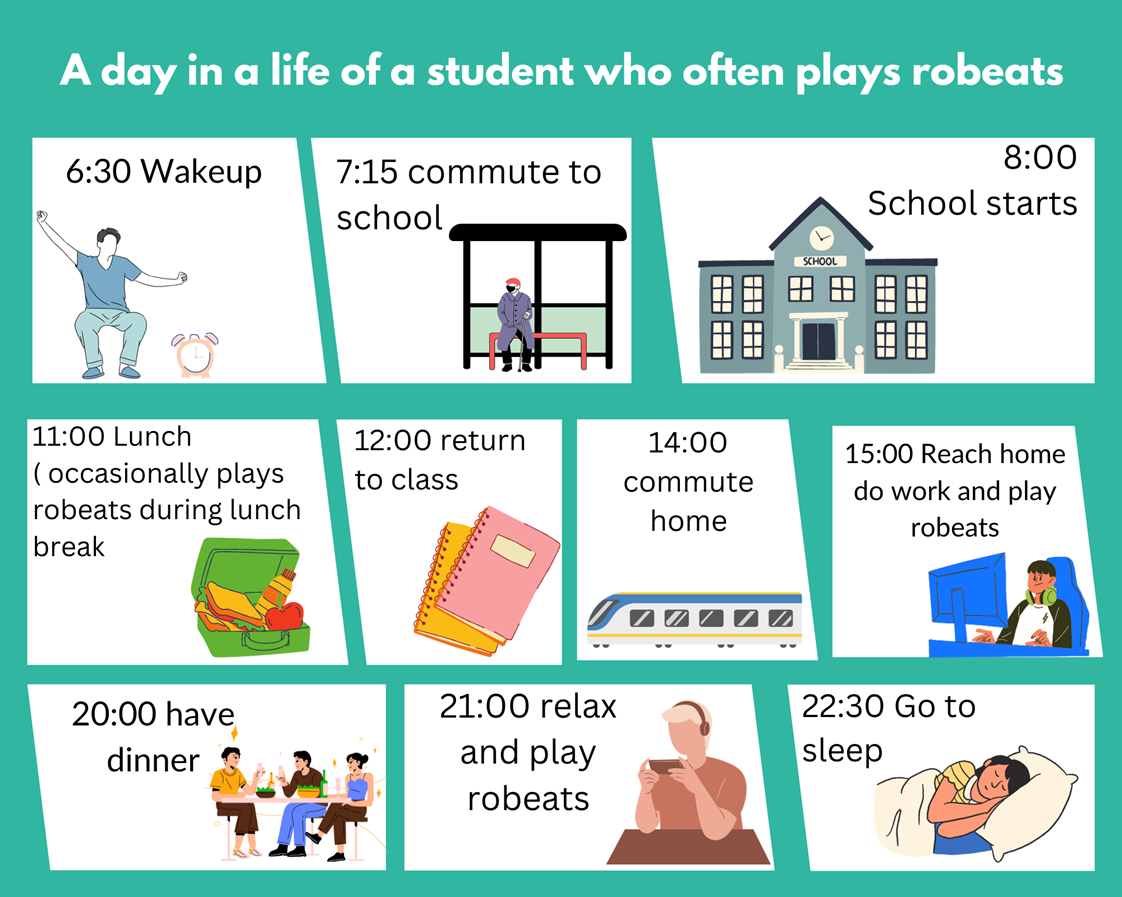 A day in a life of a student who often plays robeats
6:30 Wakeup
7:15 commute to
school
8:00
School starts
SCHOOL
11:00 Lunch
( occasionally plays
robeats during lunch
break
12:00 return
to class
14:00
commute
home
15:00 Reach home
do work and play
robeats
20:00 have
dinner
21:00 relax
and play
robeats
22:30 Go to
sleep